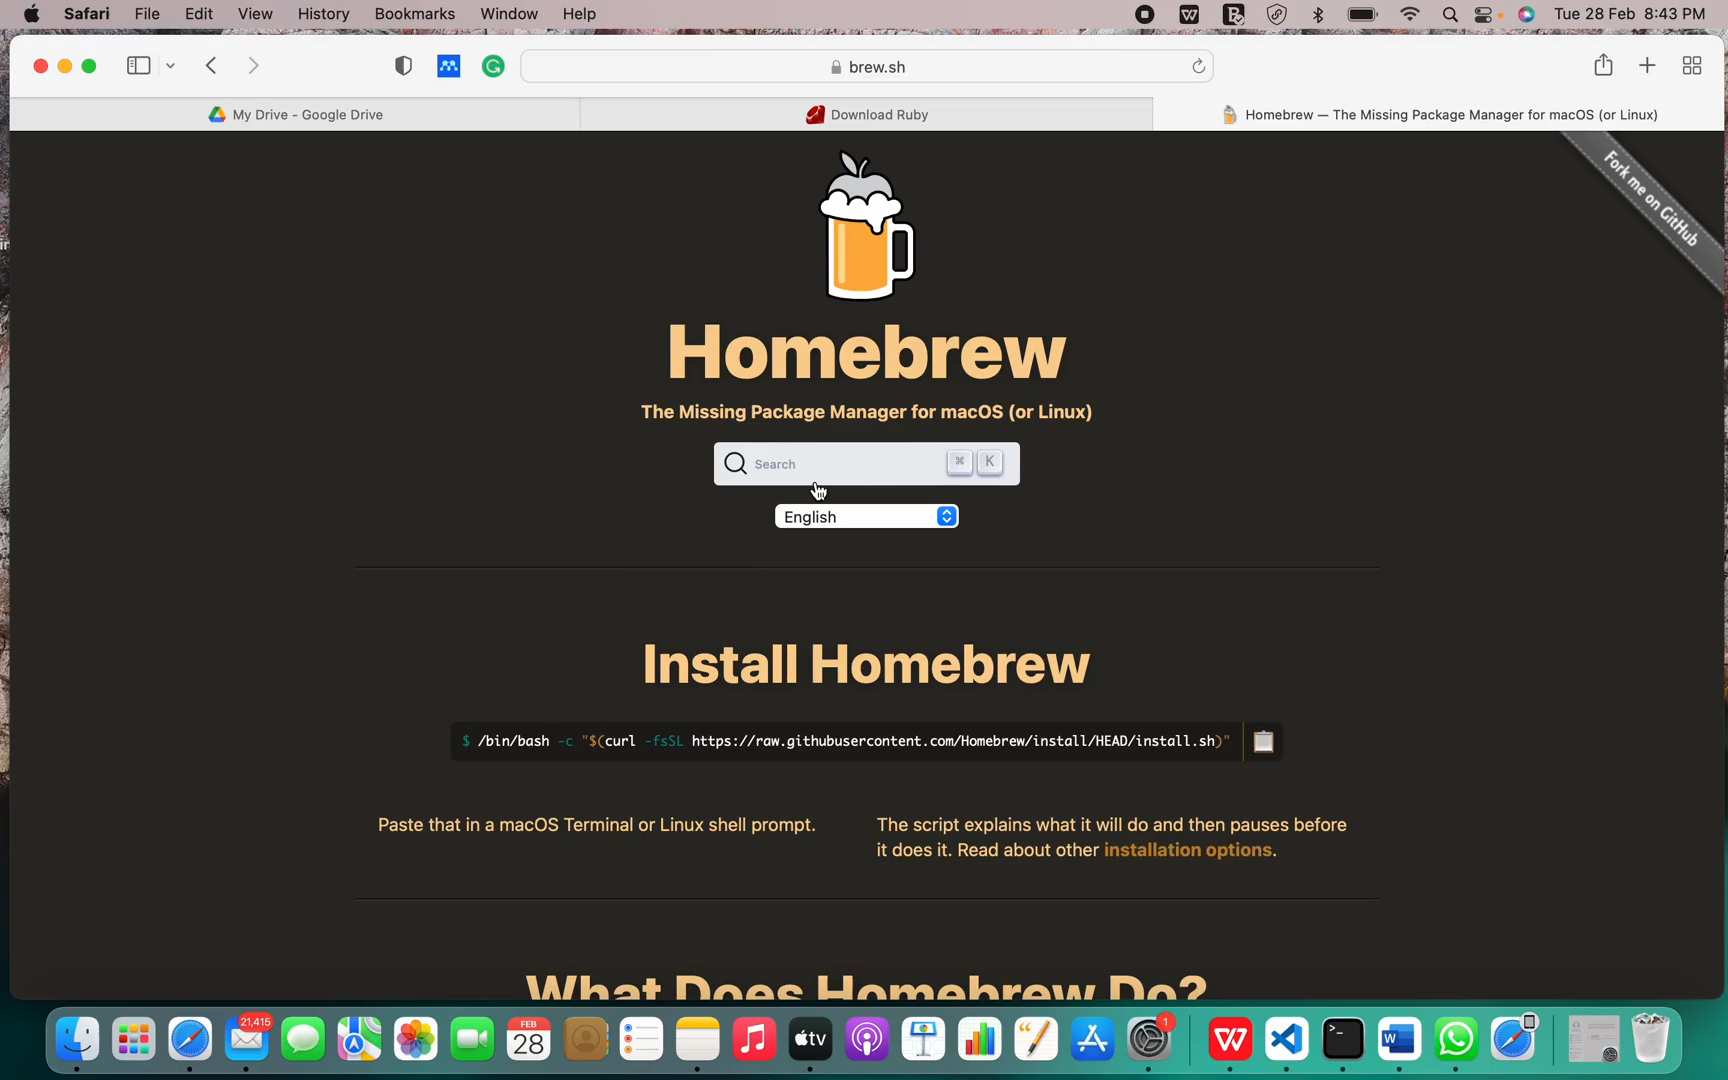 Safari File Edit View History Bookmarks Window Help Tue 28 Feb 8:43 PM
brew.sh
My Drive - Google Drive Download Ruby Homebrew — The Missing Package Manager for macOS (or Linux)
Fork me on GitHub
Homebrew
The Missing Package Manager for macOS (or Linux)
Search ⌘ K
English
Install Homebrew
$ /bin/bash -c "$(curl -fsSL https://raw.githubusercontent.com/Homebrew/install/HEAD/install.sh)"
Paste that in a macOS Terminal or Linux shell prompt.
The script explains what it will do and then pauses before
it does it. Read about other installation options.
What Does Homebrew Do?
21,415
FEB
28
tv
1